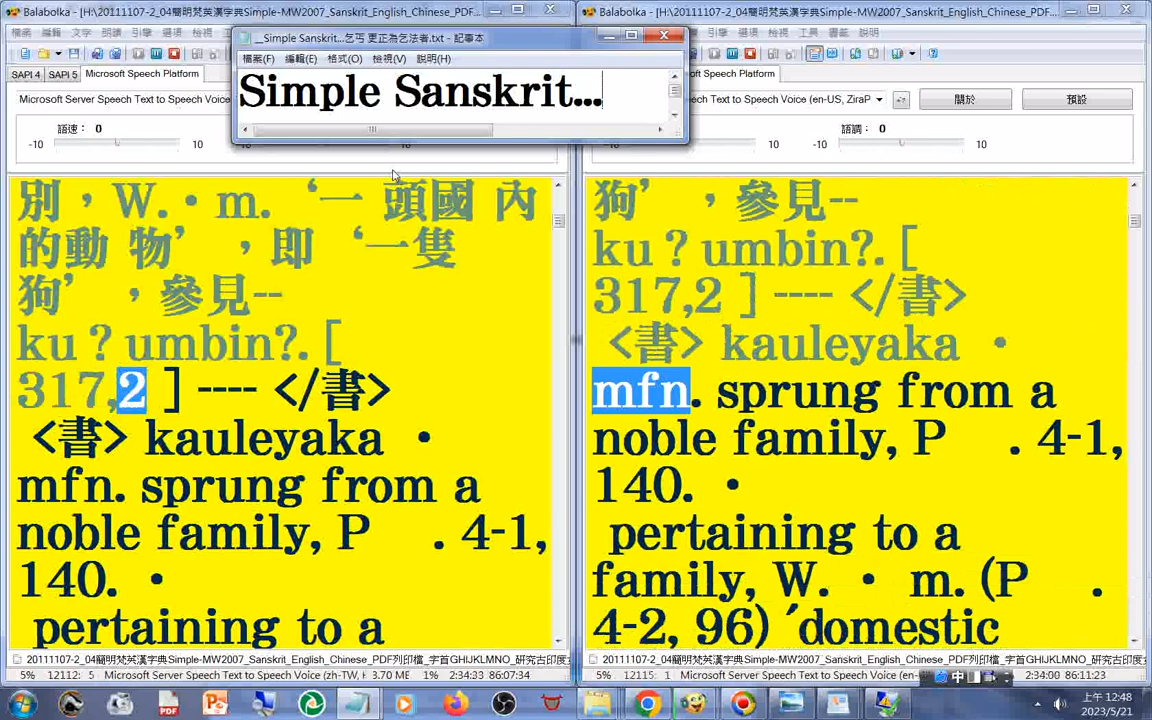 Balabolka - [H:\20111107-2_04簡明梵英漢字典Simple-MW2007_Sanskrit_English_Chinese_PDF...
Balabolka - [H:\20111107-2_04簡明梵英漢字典Simple-MW2007_Sanskrit_English_Chinese_PDF...
__Simple Sanskrit...乞丐 更正為乞法者.txt - 記事本
檔案(F) 編輯(E) 格式(O) 檢視(V) 說明(H)
Simple Sanskrit...
SAPI 4 SAPI 5 Microsoft Speech Platform
Microsoft Server Speech Text to Speech Voice
語速： 0
-10 10
引擎 選項 工具 書籤 說明
Speech Text to Speech Voice (en-US, ZiraP
關於 預設
語調： 0
10 -10 10
別，W.・m.‘一 頭國 內
的動 物’ ，即‘一隻
狗’ ，參見--
ku？umbin?.[
317,2 ] ---- </書>
<書> kauleyaka ・
mfn. sprung from a
noble family, P . 4-1,
140. ・
pertaining to a
狗’ ，參見--
ku？umbin?.[
317,2 ] ---- </書>
<書> kauleyaka ・
mfn. sprung from a
noble family, P . 4-1,
140. ・
pertaining to a
family, W. ・ m. (P .
4-2, 96) ´domestic
20111107-2_04簡明梵英漢字典Simple-MW2007_Sanskrit_English_Chinese_PDF列印檔_字首GHIJKLMNO_研究古印度
20111107-2_04簡明梵英漢字典Simple-MW2007_Sanskrit_English_Chinese_PDF列印檔_字首GHIJKLMNO_研究古印度
5% 12112: 5 Microsoft Server Speech Text to Speech Voice (zh-TW, H 3.70 ME 1% 2:34:33 86:07:34
5% 12115: 1 Microsoft Server Speech Text to Speech Voice 2:34:00 86:11:23
中
上午 12:48
2023/5/21